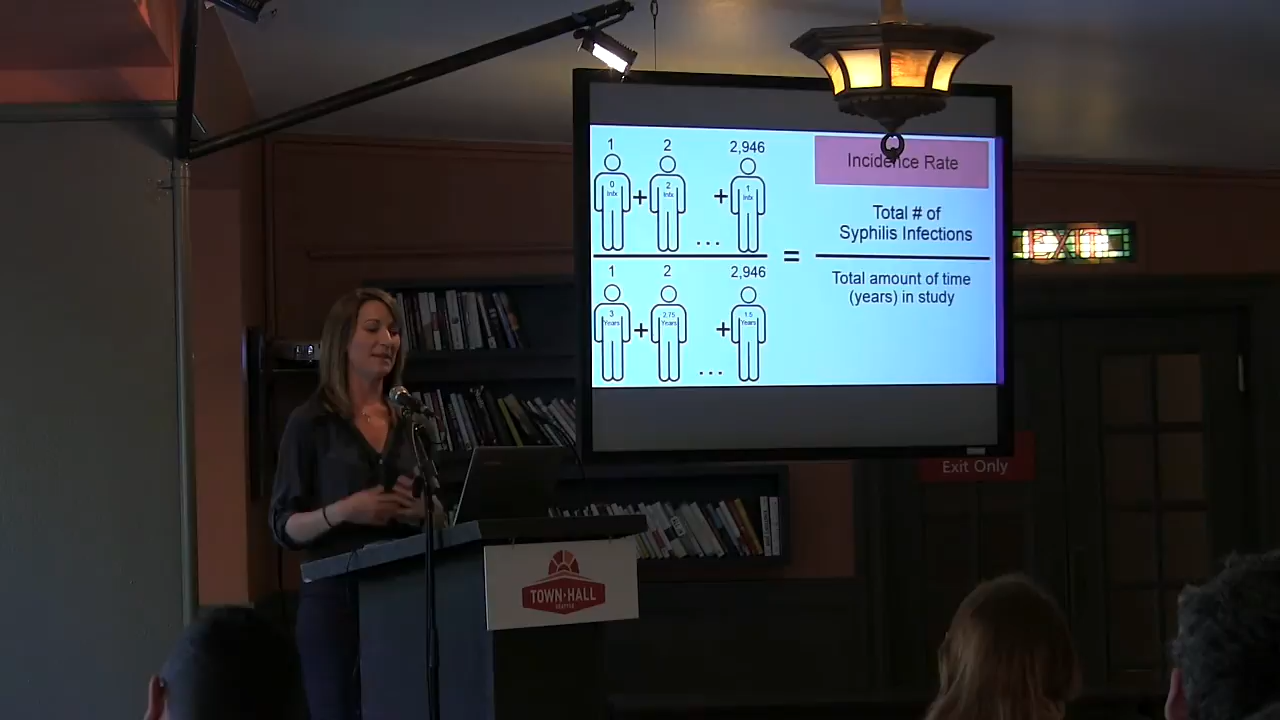 1 2 2,946
0 Infx
2 Infx
1 Infx
+ + ...
=
1 2 2,946
3 Years
2.75 Years
1.5 Years
+ + ...
Incidence Rate
Total # of
Syphilis Infections
Total amount of time
(years) in study
EXIT
Exit Only
TOWN·HALL
SEATTLE